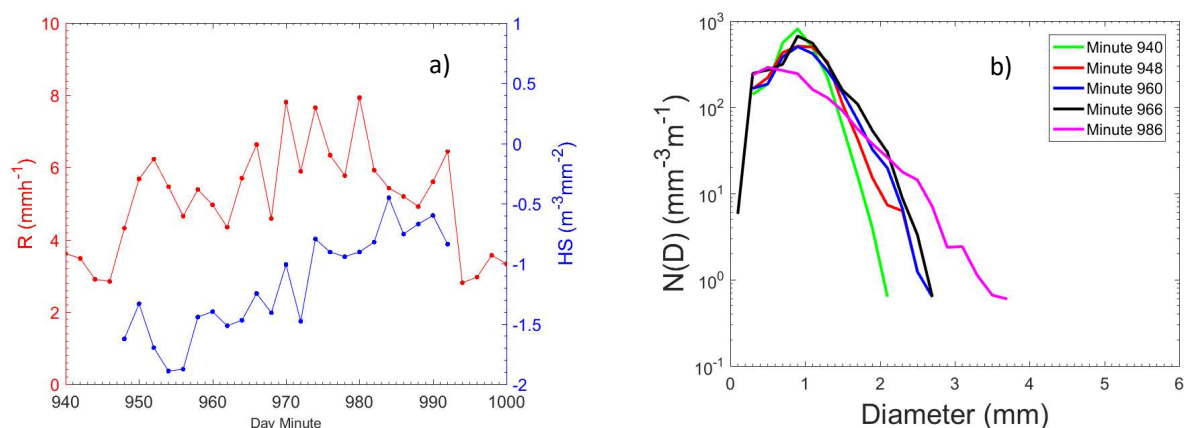 a)
R (mmh⁻¹)
10
8
6
4
2
0
940
950
960
970
980
990
1000
Day Minute
1
0.5
0
-0.5
-1
-1.5
-2
HS (m⁻³mm⁻²)
b)
N(D) (mm⁻³m⁻¹)
10³
10²
10¹
10⁰
10⁻¹
0
1
2
3
4
5
6
Diameter (mm)
Minute 940
Minute 948
Minute 960
Minute 966
Minute 986